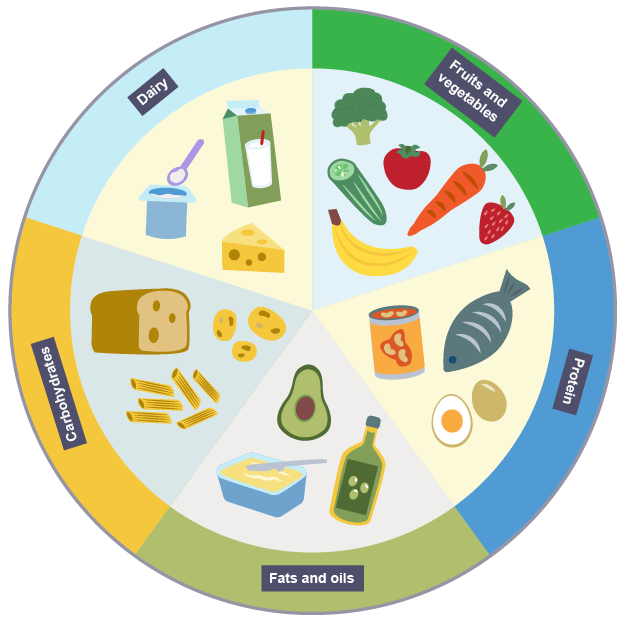 Dairy
Fruits and
vegetables
Carbohydrates
Protein
Fats and oils